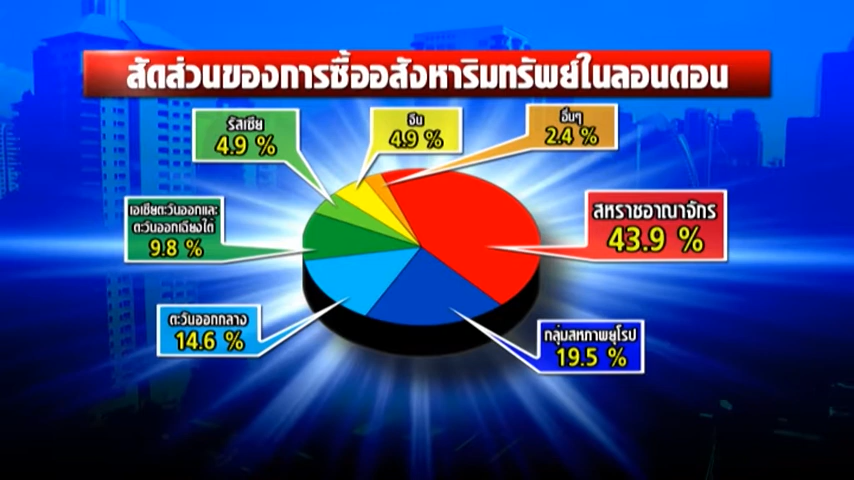 สัดส่วนของการซื้ออสังหาริมทรัพย์ในลอนดอน
รัสเซีย
4.9 %
จีน
4.9 %
อื่นๆ
2.4 %
สหราชอาณาจักร
43.9 %
เอเชียตะวันออกและ
ตะวันออกเฉียงใต้
9.8 %
ตะวันออกกลาง
14.6 %
กลุ่มสหภาพยุโรป
19.5 %